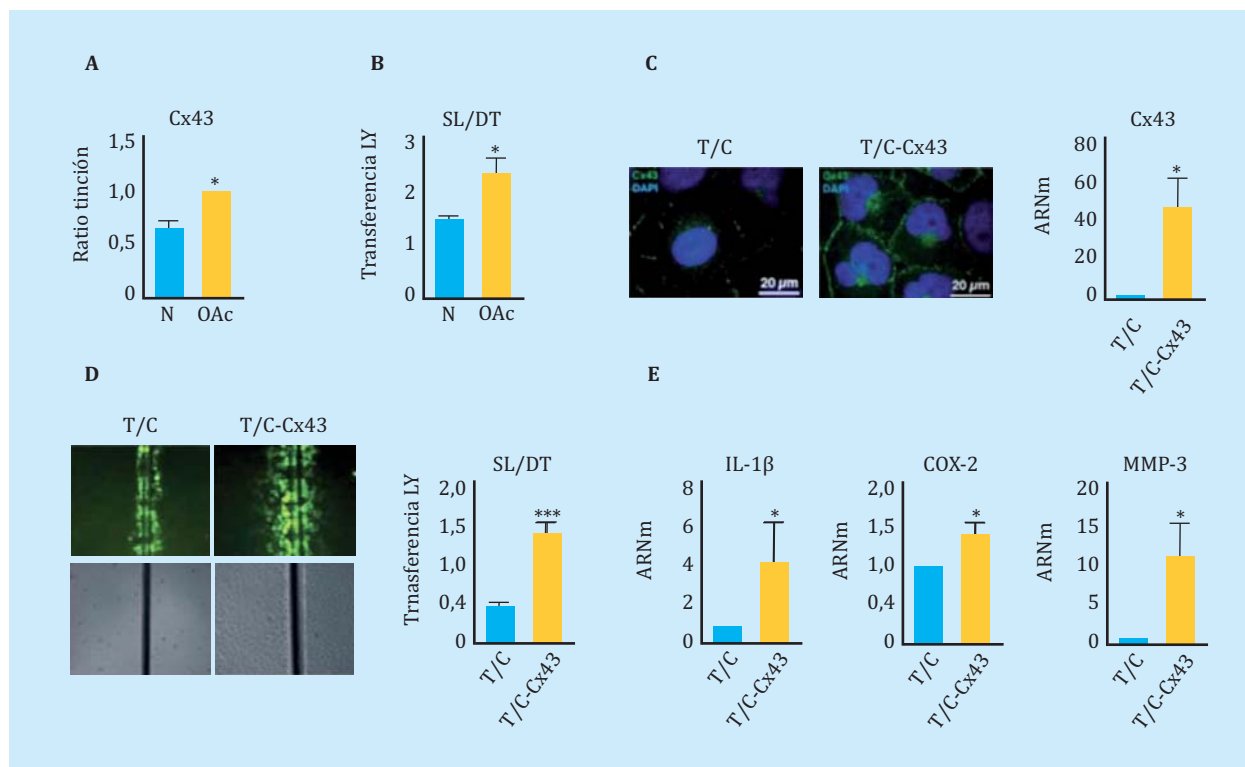 A
Cx43
Ratio tinción
1,5
1,0
0,5
0
*
N OAc
B
SL/DT
Transferencia LY
3
2
1
0
*
N OAc
C
T/C
T/C-Cx43
Cx43
DAPI
20 µm
Cx43
DAPI
20 µm
Cx43
ARNm
80
60
40
20
0
*
T/C
T/C-Cx43
D
T/C
T/C-Cx43
SL/DT
Trnasferencia LY
2,0
1,5
1,0
0,4
0
***
T/C
T/C-Cx43
E
IL-1β
ARNm
8
6
4
2
0
*
T/C
T/C-Cx43
COX-2
ARNm
2,0
1,5
1,0
0,4
0
*
T/C
T/C-Cx43
MMP-3
ARNm
20
15
10
5
0
*
T/C
T/C-Cx43